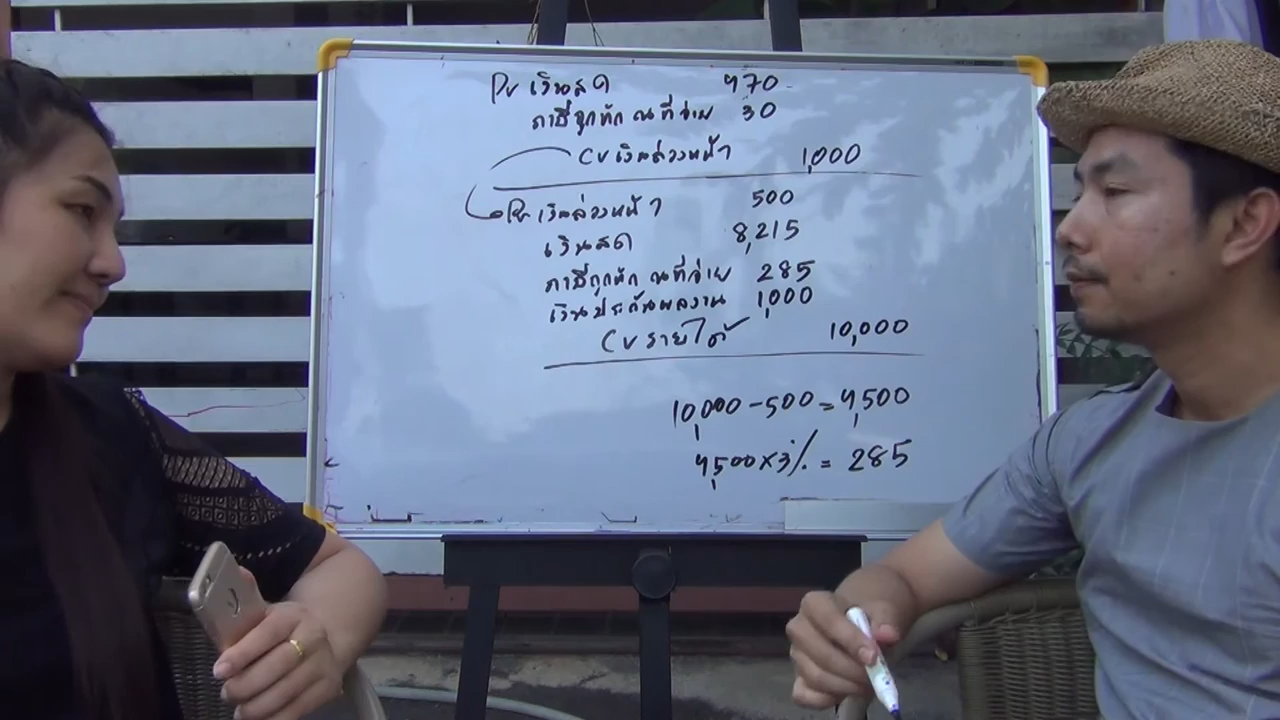 Dr เงินสด 970
ภาษีถูกหัก ณ ที่จ่าย 30
Cr เงินล่วงหน้า 1,000
Dr เงินล่วงหน้า 500
เงินสด 8,215
ภาษีถูกหัก ณ ที่จ่าย 285
เงินประกันผลงาน 1,000
Cr รายได้ 10,000
10,000 - 500 = 9,500
9,500 x 3% = 285